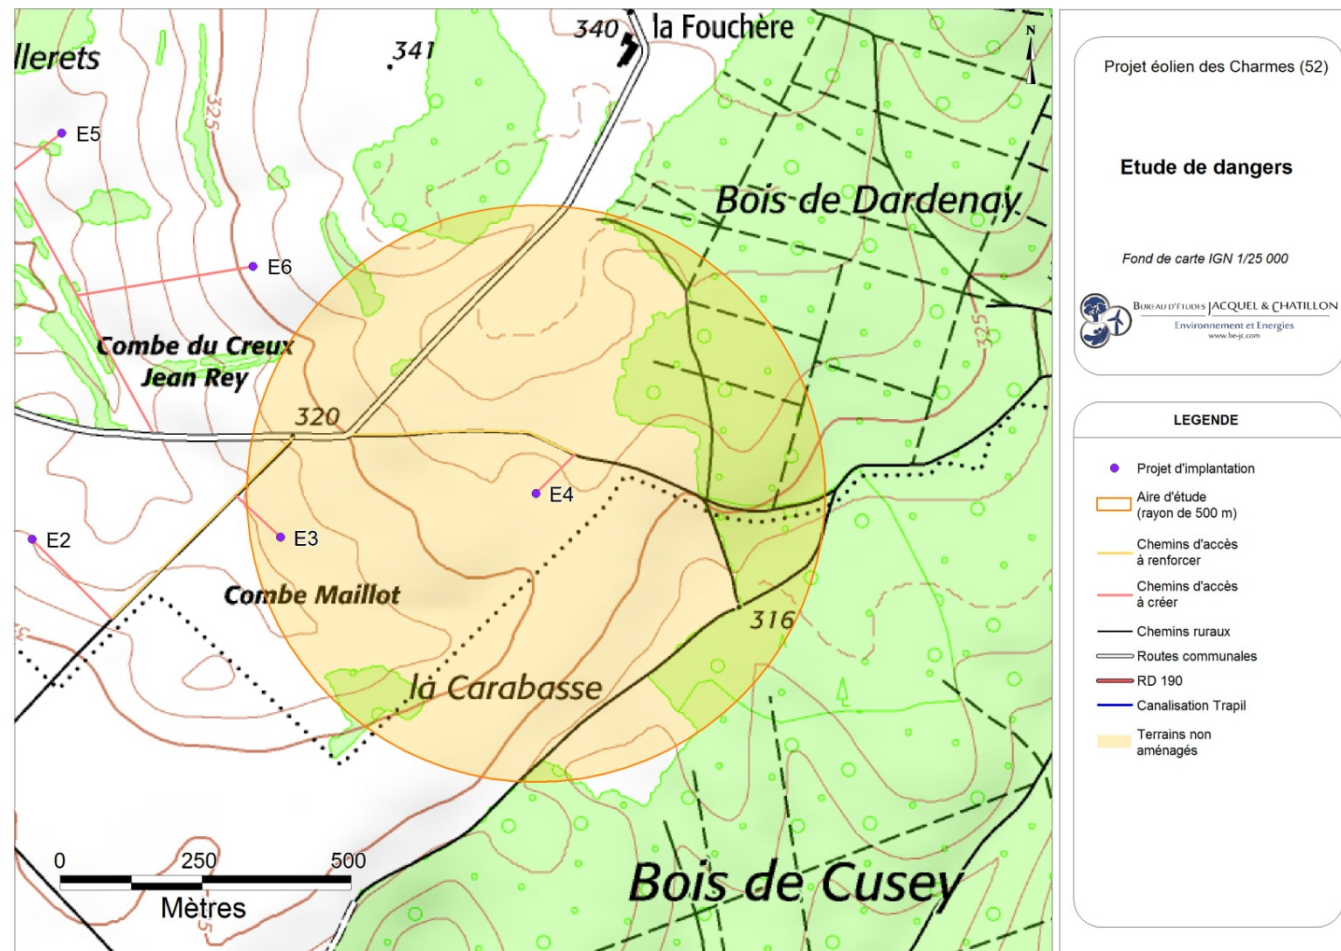 la Fouchère
340
341
llerets
325
E5
Bois de Dardenay
E6
325
Combe du Creux
Jean Rey
320
E4
E2
E3
Combe Maillot
316
la Carabasse
0 250 500
Mètres
Bois de Cusey
N
Projet éolien des Charmes (52)
Etude de dangers
Fond de carte IGN 1/25 000
BUREAU D'ÉTUDES JACQUEL & CHATILLON
Environnement et Energies
www.be-jc.com
LEGENDE
Projet d'implantation
Aire d'étude
(rayon de 500 m)
Chemins d'accès
à renforcer
Chemins d'accès
à créer
Chemins ruraux
Routes communales
RD 190
Canalisation Trapil
Terrains non
aménagés